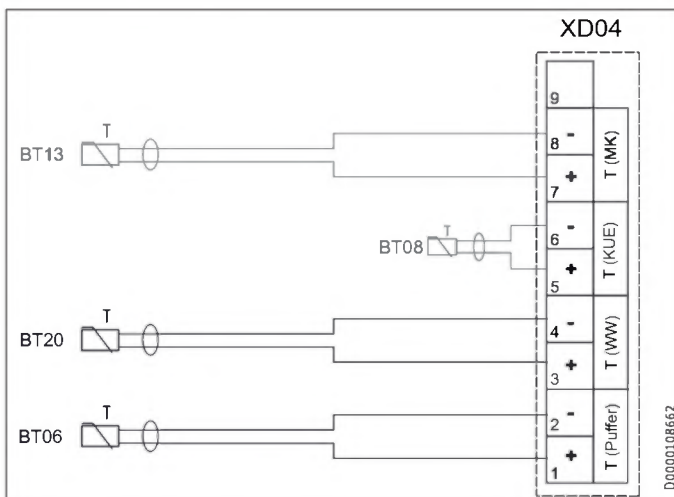 XD04
9
T
BT13
8 -
7 +
T (MK)
T
BT08
6 -
5 +
T (KUE)
T
BT20
4 -
3 +
T (WW)
T
BT06
2 -
1 +
T (Puffer)
D0000108662